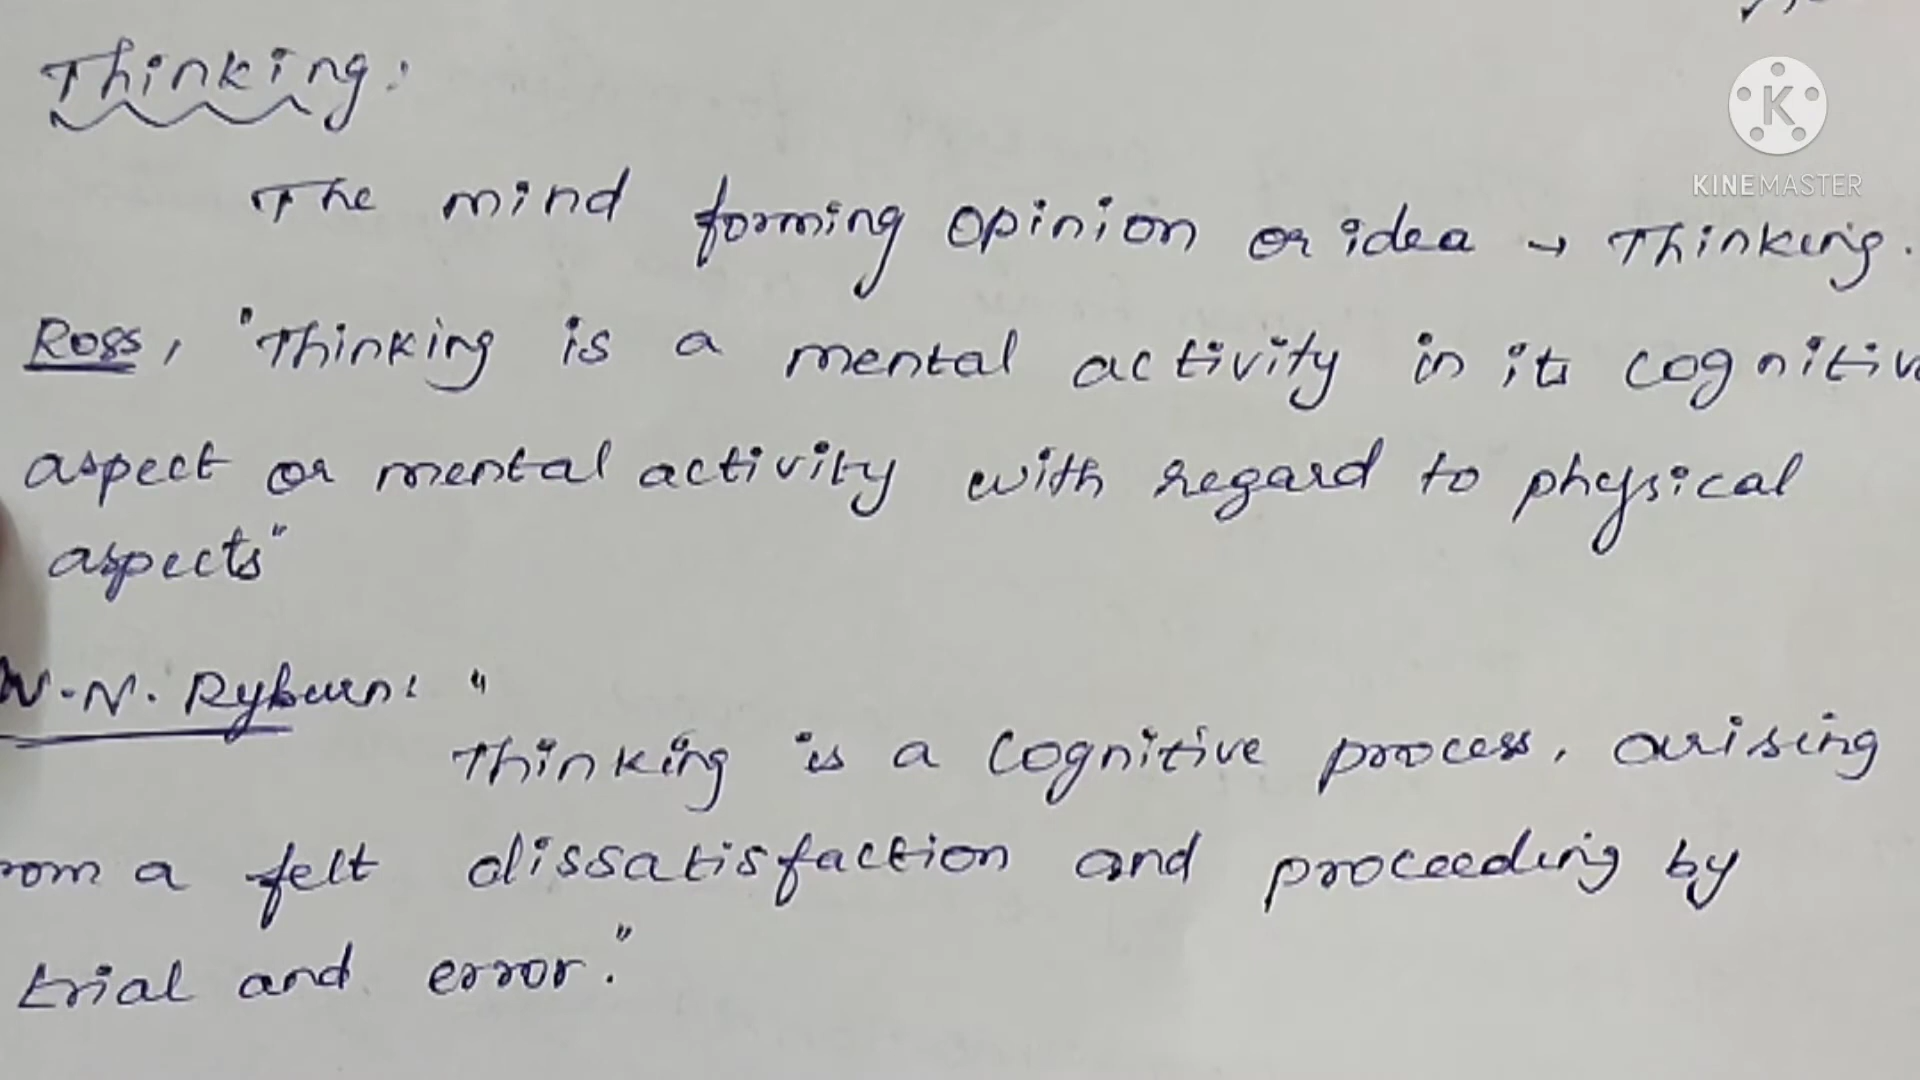 Thinking:
K
KINEMASTER
The mind forming opinion or idea → Thinking.
Ross, "Thinking is a mental activity in its cognitiv
aspect or mental activity with regard to physical
aspects"
W.N. Ryburn: "
Thinking is a cognitive process, arising
rom a felt dissatisfaction and proceeding by
trial and error."